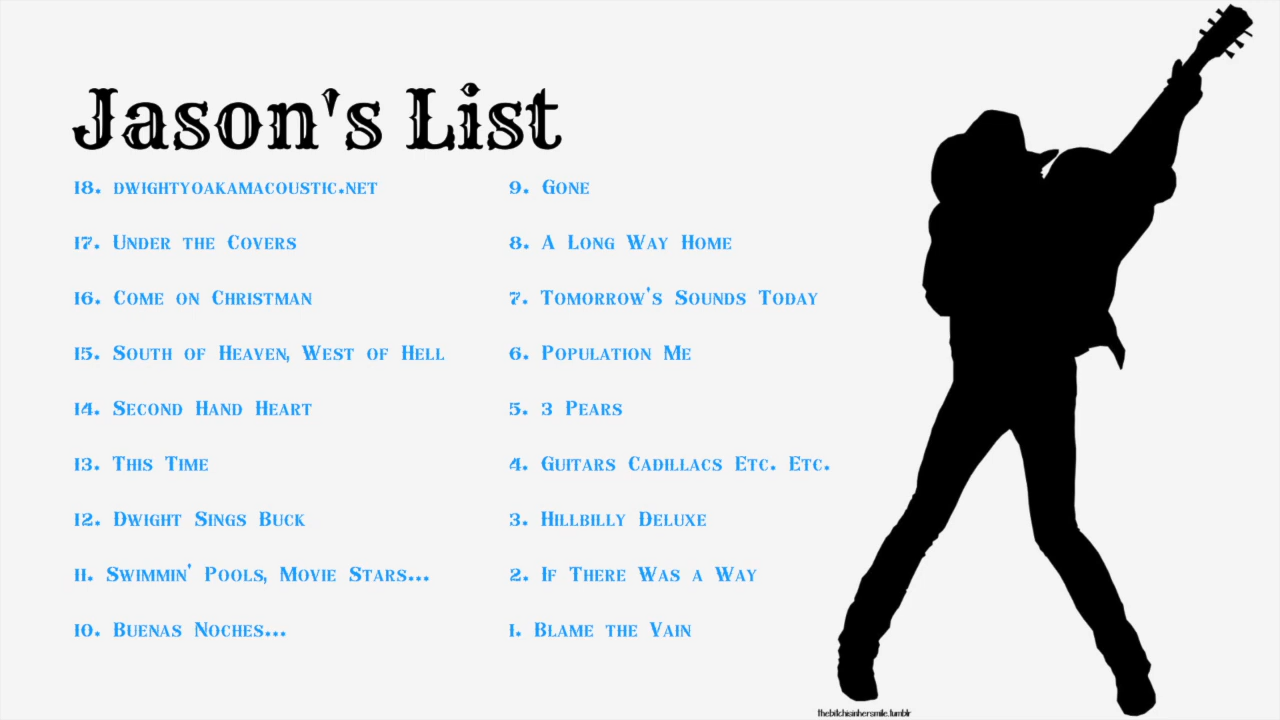 Jason's List
18. dwightyoakamacoustic.net
17. Under the Covers
16. Come on Christman
15. South of Heaven, West of Hell
14. Second Hand Heart
13. This Time
12. Dwight Sings Buck
11. Swimmin' Pools, Movie Stars...
10. Buenas Noches...
9. Gone
8. A Long Way Home
7. Tomorrow's Sounds Today
6. Population Me
5. 3 Pears
4. Guitars Cadillacs Etc. Etc.
3. Hillbilly Deluxe
2. If There Was a Way
1. Blame the Vain
thebitchisinhersmile.tumblr